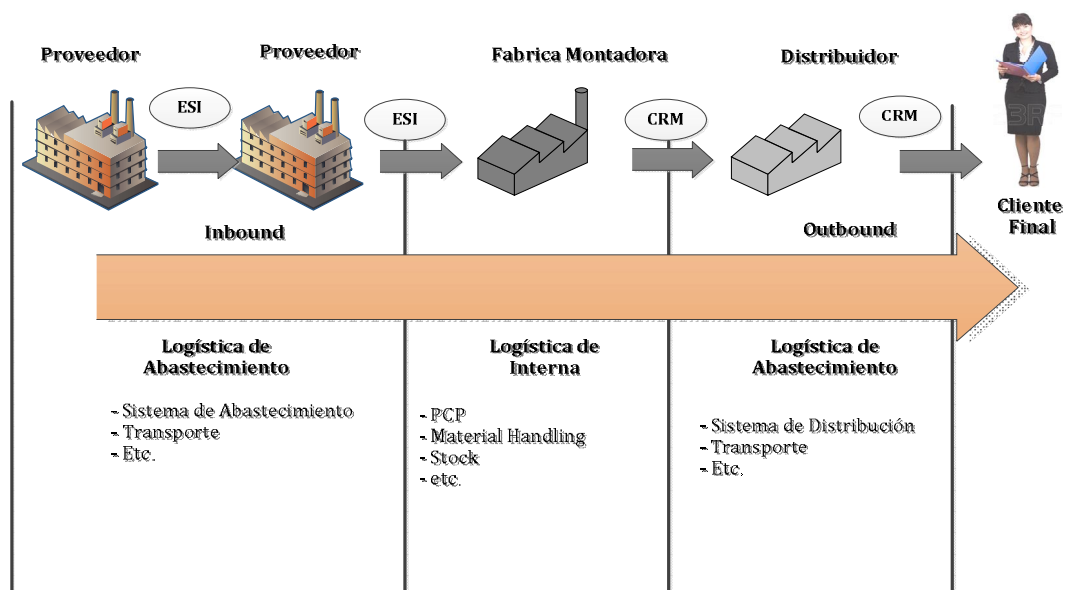 Proveedor
Proveedor
Fabrica Montadora
Distribuidor
ESI
ESI
CRM
CRM
Cliente
Final
Inbound
Outbound
Logística de
Abastecimiento
- Sistema de Abastecimiento
- Transporte
- Etc.
Logística de
Interna
- PCP
- Material Handling
- Stock
- etc.
Logística de
Abastecimiento
- Sistema de Distribución
- Transporte
- Etc.